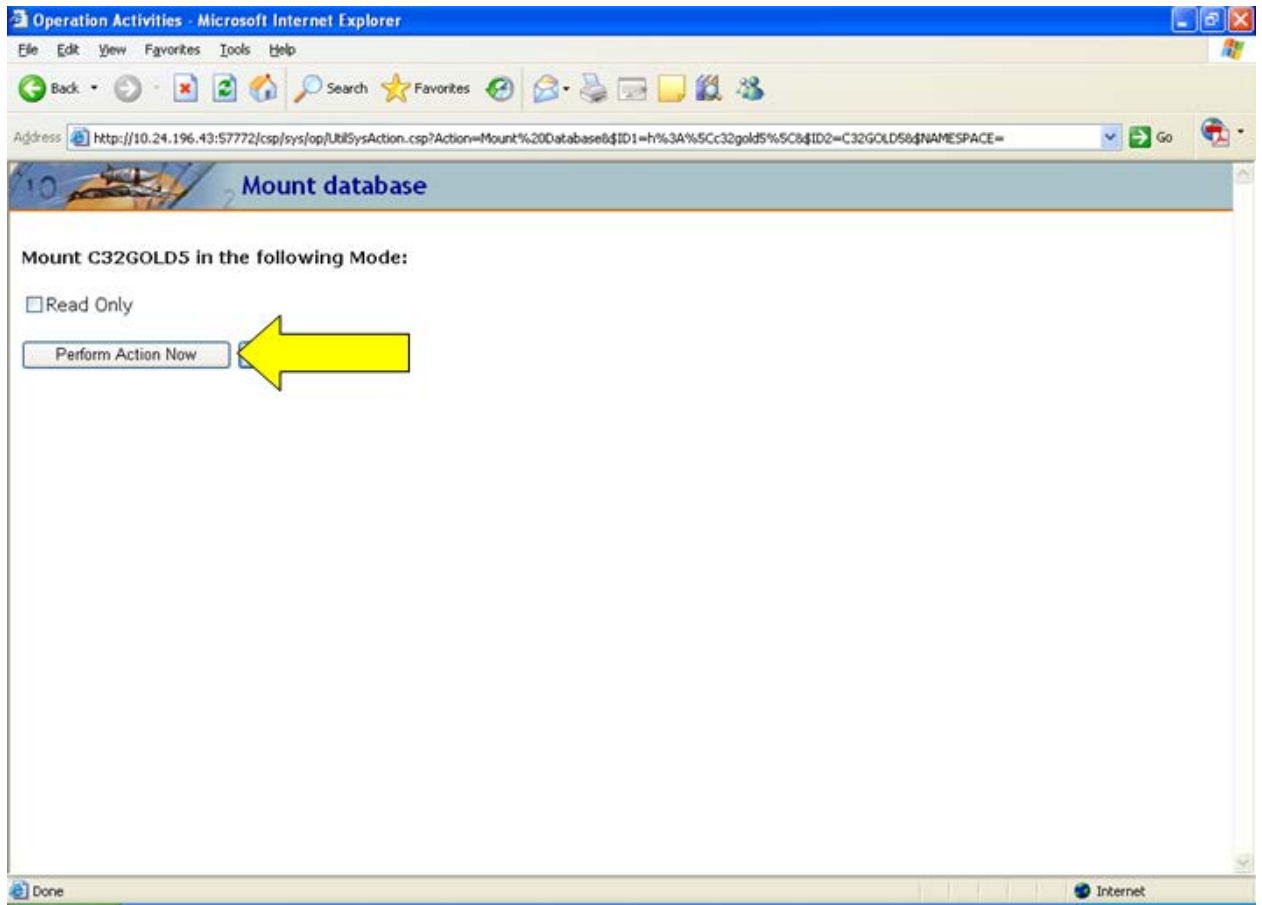 Operation Activities - Microsoft Internet Explorer
File Edit View Favorites Tools Help
Back Search Favorites
Address http://10.24.196.43:57772/csp/sys/op/UtilSysAction.csp?Action=Mount%20Database&$ID1=h%3A%5Cc32gold5%5C&$ID2=C32GOLD5&$NAMESPACE= Go
10 2 Mount database
Mount C32GOLD5 in the following Mode:
Read Only
Perform Action Now
Done Internet